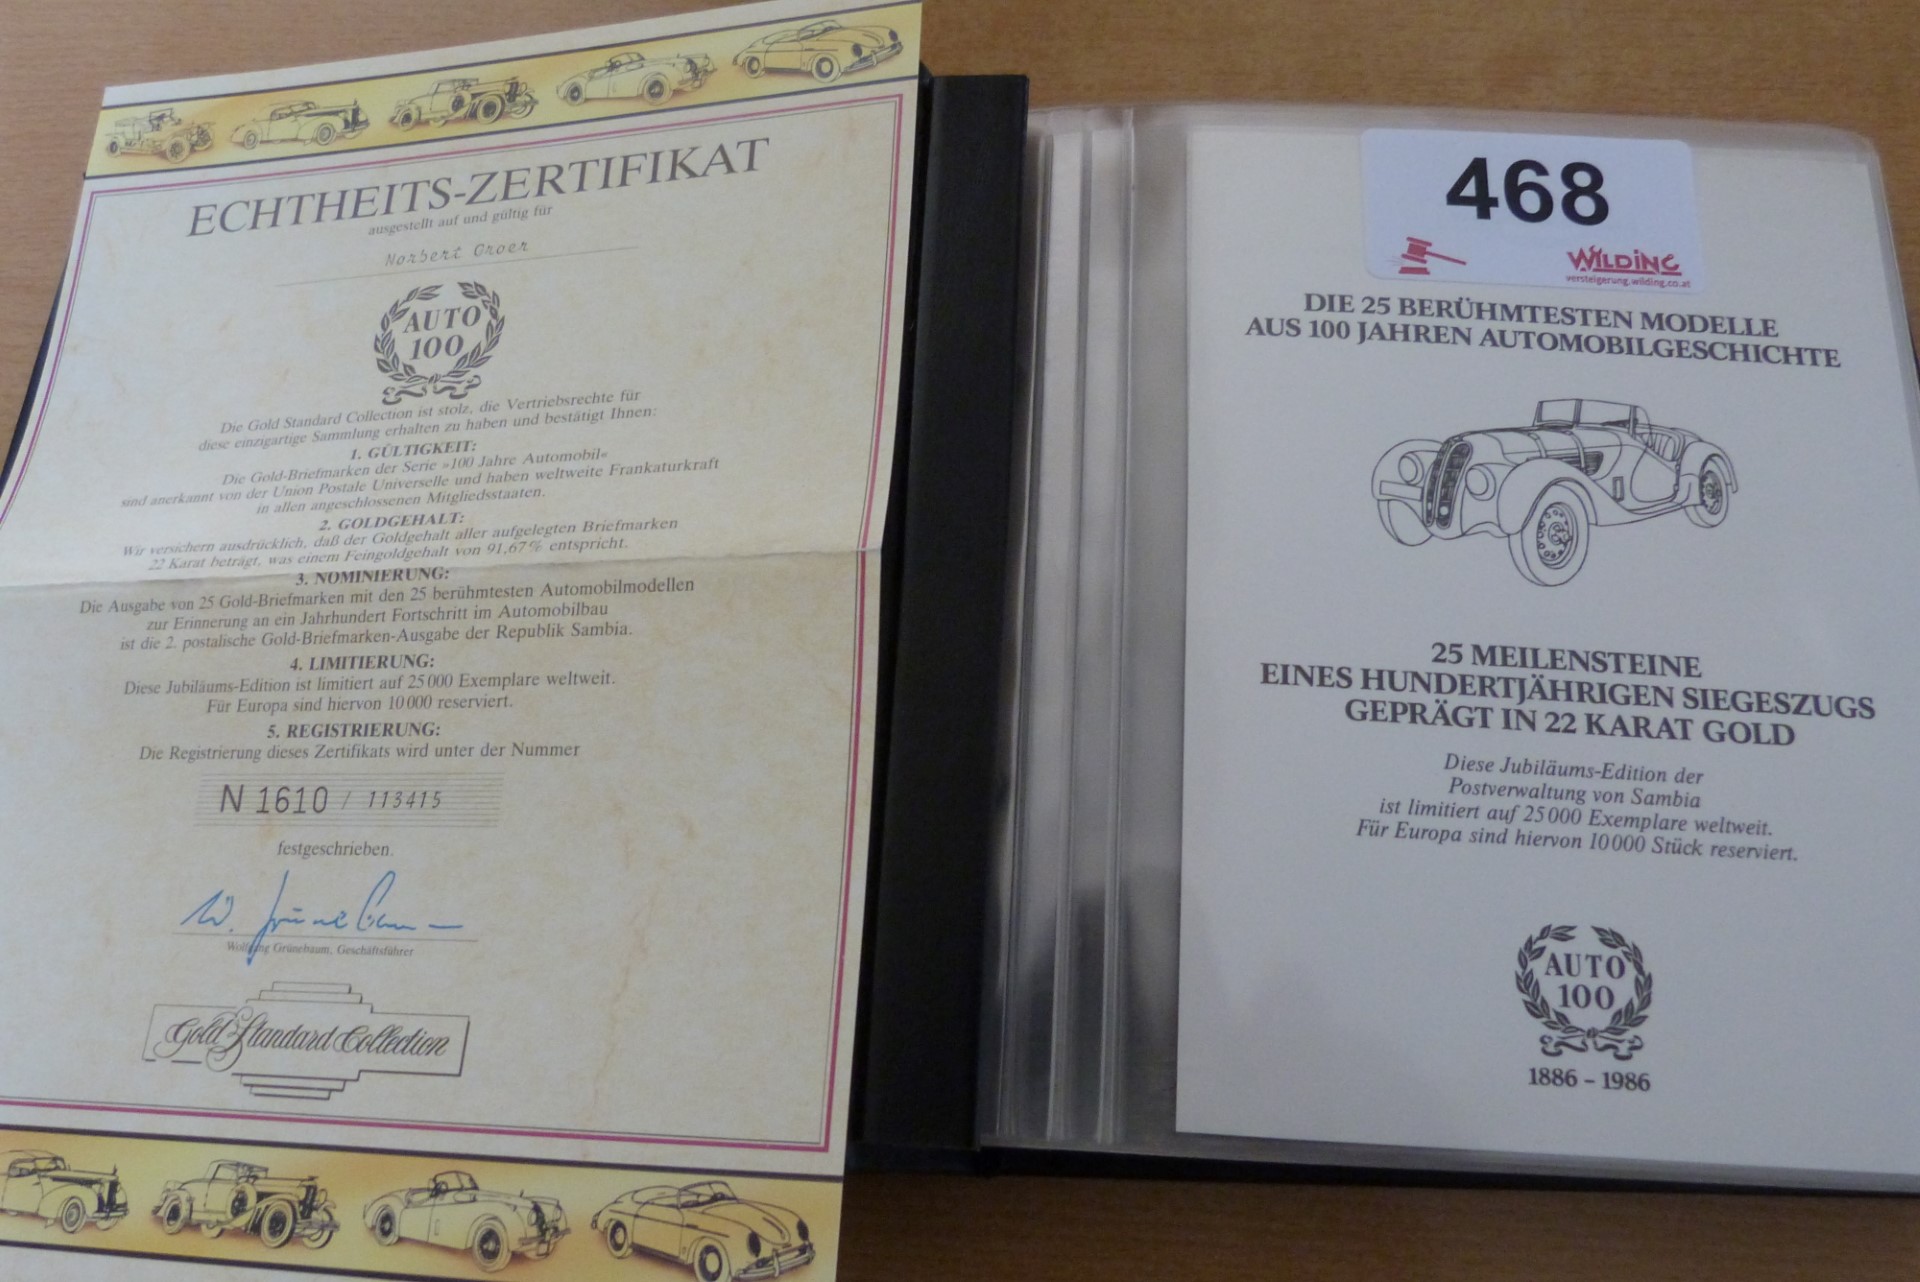 ECHTHEITS-ZERTIFIKAT
ausgestellt auf und gültig für
Norbert Groer
AUTO
100
Die Gold Standard Collection ist stolz, die Vertriebsrechte für
diese einzigartige Sammlung erhalten zu haben und bestätigt Ihnen:
1. GÜLTIGKEIT:
Die Gold-Briefmarken der Serie »100 Jahre Automobil«
sind anerkannt von der Union Postale Universelle und haben weltweite Frankaturkraft
in allen angeschlossenen Mitgliedsstaaten.
2. GOLDGEHALT:
Wir versichern ausdrücklich, daß der Goldgehalt aller aufgelegten Briefmarken
22 Karat beträgt, was einem Feingoldgehalt von 91,67% entspricht.
3. NOMINIERUNG:
Die Ausgabe von 25 Gold-Briefmarken mit den 25 berühmtesten Automobilmodellen
zur Erinnerung an ein Jahrhundert Fortschritt im Automobilbau
ist die 2. postalische Gold-Briefmarken-Ausgabe der Republik Sambia.
4. LIMITIERUNG:
Diese Jubiläums-Edition ist limitiert auf 25000 Exemplare weltweit.
Für Europa sind hiervon 10000 reserviert.
5. REGISTRIERUNG:
Die Registrierung dieses Zertifikats wird unter der Nummer
N 1610 / 113415
festgeschrieben.
W. Grünebaum
Wolfgang Grünebaum, Geschäftsführer
Gold Standard Collection
468
WILDING
versteigerung.wilding.co.at
DIE 25 BERÜHMTESTEN MODELLE
AUS 100 JAHREN AUTOMOBILGESCHICHTE
25 MEILENSTEINE
EINES HUNDERTJÄHRIGEN SIEGESZUGS
GEPRÄGT IN 22 KARAT GOLD
Diese Jubiläums-Edition der
Postverwaltung von Sambia
ist limitiert auf 25000 Exemplare weltweit.
Für Europa sind hiervon 10000 Stück reserviert.
AUTO
100
1886 – 1986